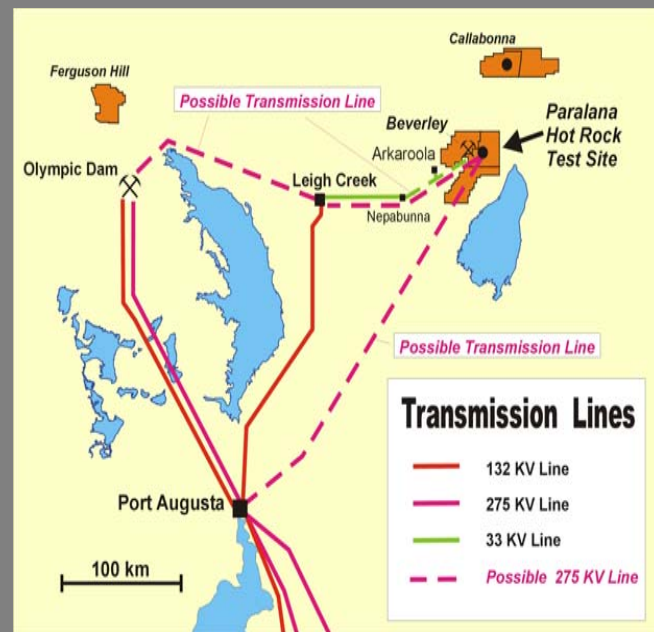 Callabonna
Ferguson Hill
Possible Transmission Line
Beverley
Paralana
Hot Rock
Test Site
Arkaroola
Olympic Dam
Leigh Creek
Nepabunna
Possible Transmission Line
Transmission Lines
132 KV Line
275 KV Line
33 KV Line
Possible 275 KV Line
Port Augusta
100 km